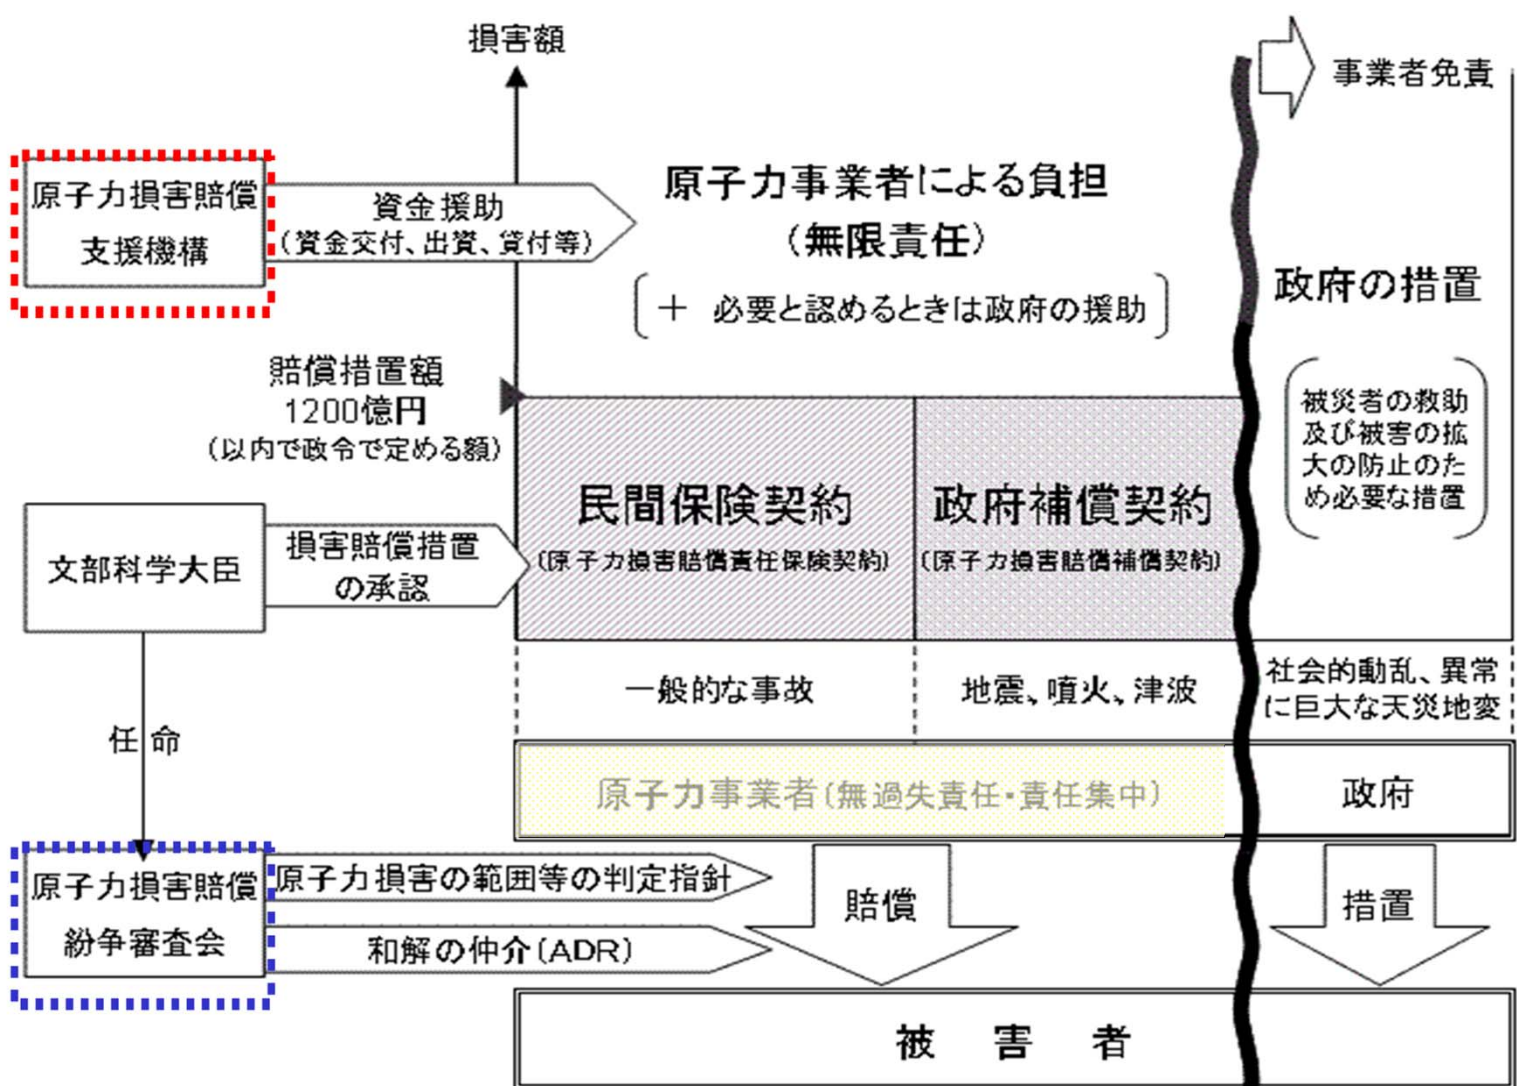 損害額
事業者免責
原子力損害賠償
支援機構
資金援助
(資金交付、出資、貸付等)
原子力事業者による負担
(無限責任)
+ 必要と認めるときは政府の援助
政府の措置
被災者の救助
及び被害の拡
大の防止のた
め必要な措置
賠償措置額
1200億円
(以内で政令で定める額)
民間保険契約
(原子力損害賠償責任保険契約)
政府補償契約
(原子力損害賠償補償契約)
文部科学大臣
損害賠償措置
の承認
一般的な事故
地震、噴火、津波
社会的動乱、異常
に巨大な天災地変
任命
原子力事業者(無過失責任・責任集中)
政府
原子力損害賠償
紛争審査会
原子力損害の範囲等の判定指針
和解の仲介(ADR)
賠償
措置
被害者